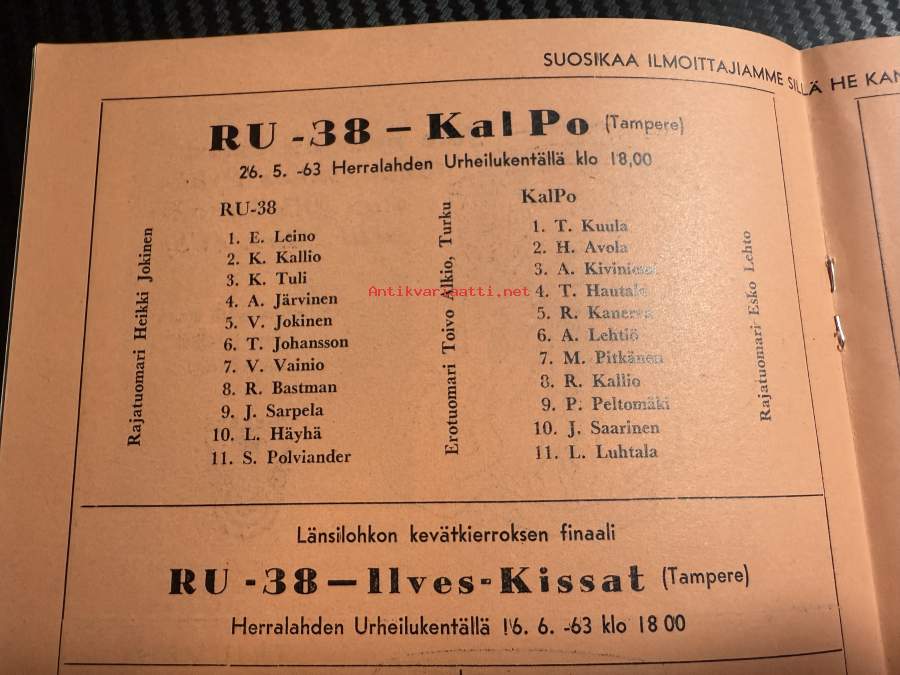 SUOSIKAA ILMOITTAJIAMME SILLÄ HE KAN
RU-38 – KalPo (Tampere)
26. 5. -63 Herralahden Urheilukentällä klo 18,00
Rajatuomari Heikki Jokinen
RU-38
1. E. Leino
2. K. Kallio
3. K. Tuli
4. A. Järvinen
5. V. Jokinen
6. T. Johansson
7. V. Vainio
8. R. Bastman
9. J. Sarpela
10. L. Häyhä
11. S. Polviander
Erotuomari Toivo Alkio, Turku
KalPo
1. T. Kuula
2. H. Avola
3. A. Kiviniemi
4. T. Hautala
5. R. Kanerva
6. A. Lehtiö
7. M. Pitkänen
8. R. Kallio
9. P. Peltomäki
10. J. Saarinen
11. L. Luhtala
Rajatuomari Esko Lehto
Antikvariaatti.net
Länsilohkon kevätkierroksen finaali
RU-38 – Ilves-Kissat (Tampere)
Herralahden Urheilukentällä 16. 6. -63 klo 18 00